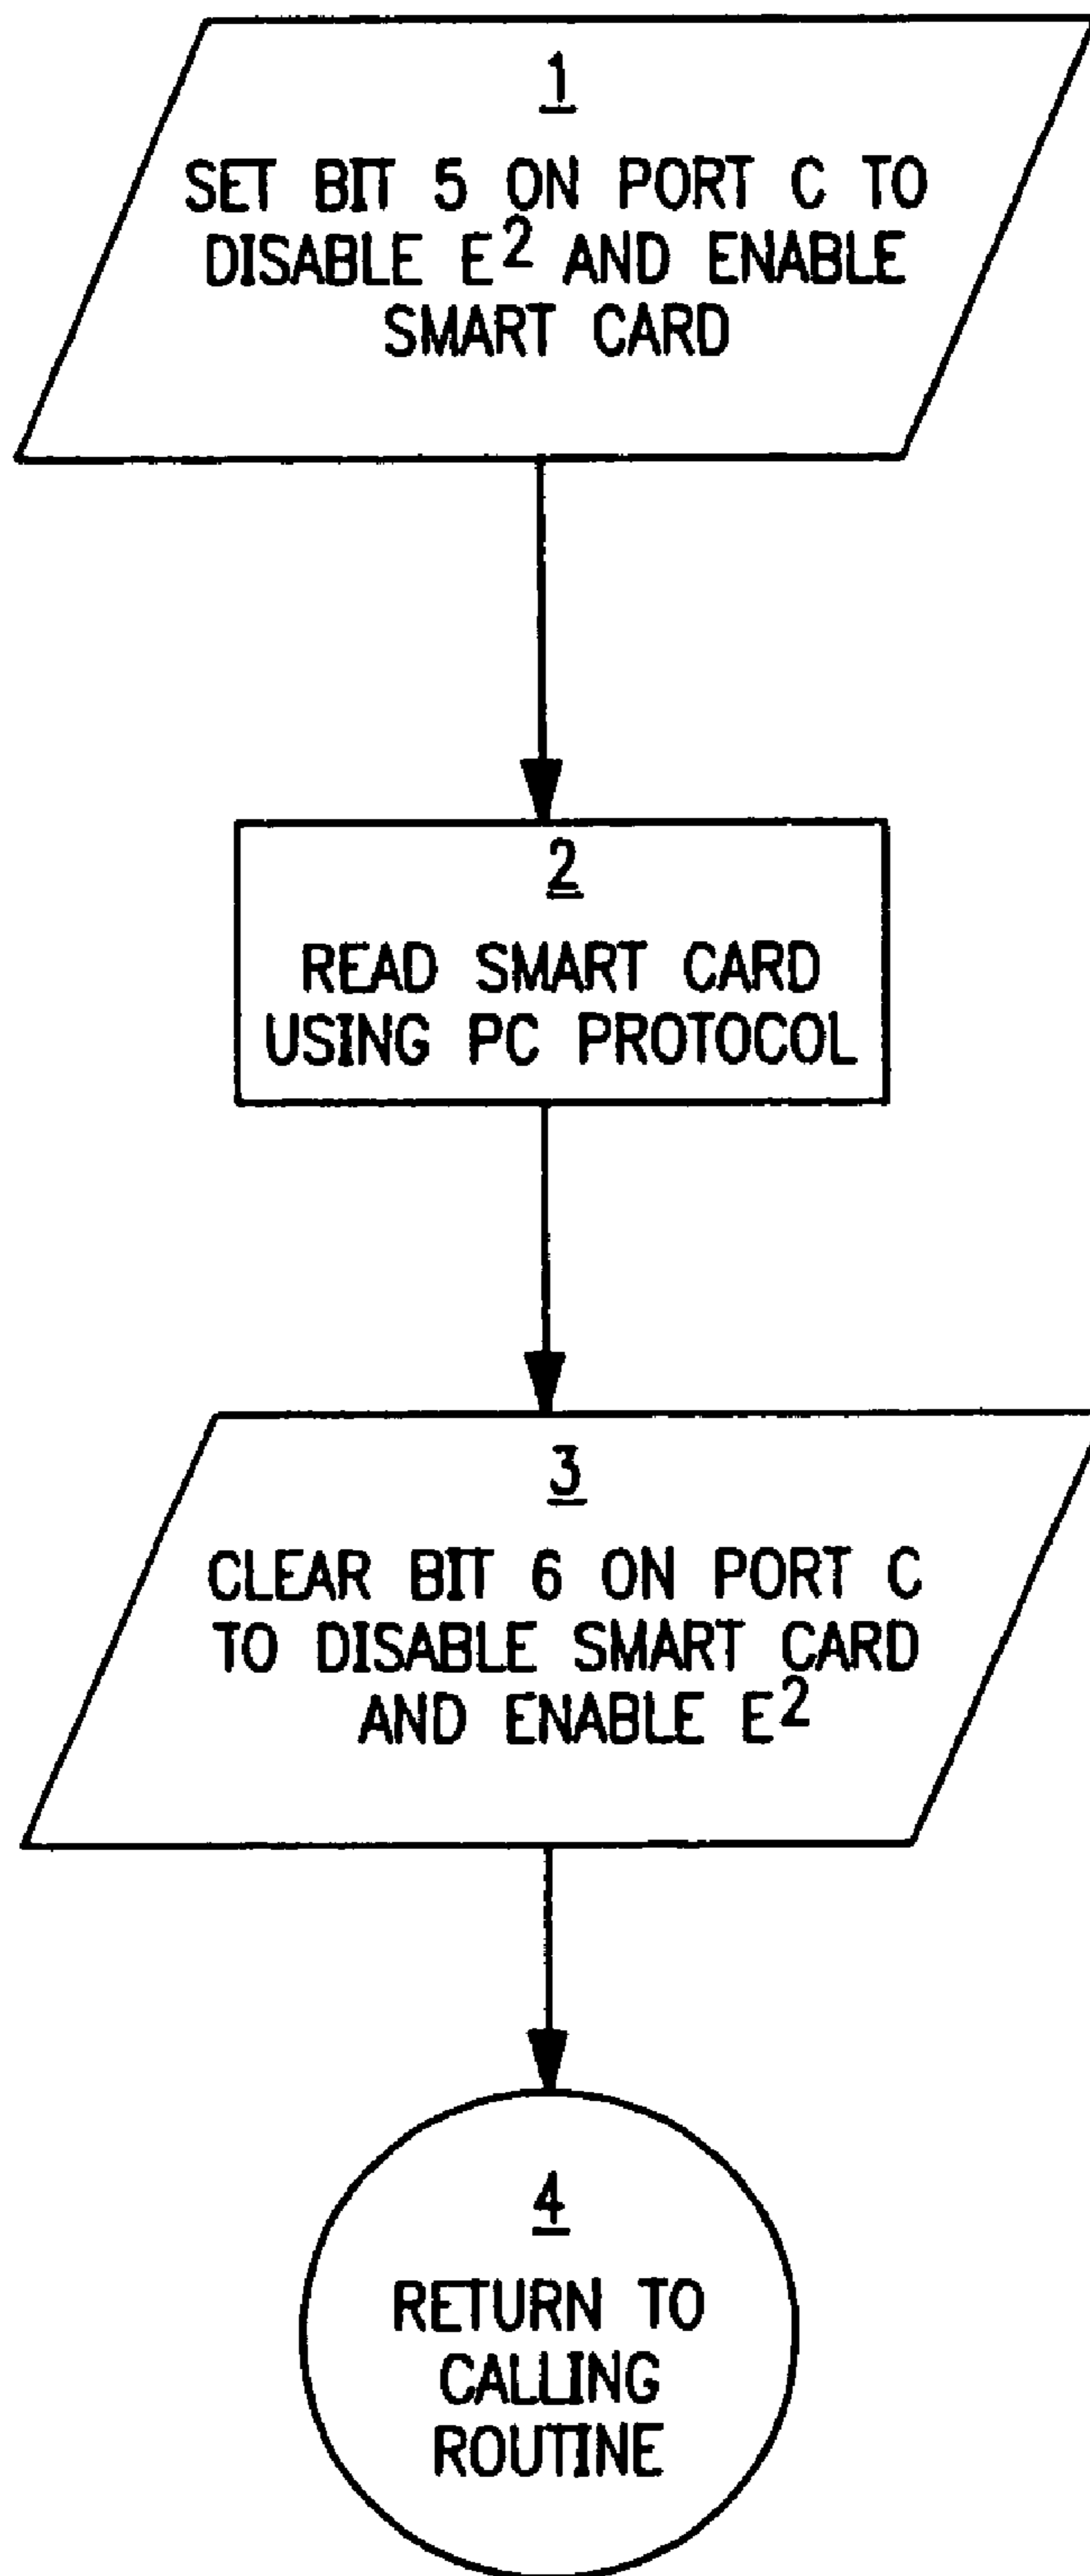 1
SET BIT 5 ON PORT C TO
DISABLE E² AND ENABLE
SMART CARD
2
READ SMART CARD
USING PC PROTOCOL
3
CLEAR BIT 6 ON PORT C
TO DISABLE SMART CARD
AND ENABLE E²
4
RETURN TO
CALLING
ROUTINE